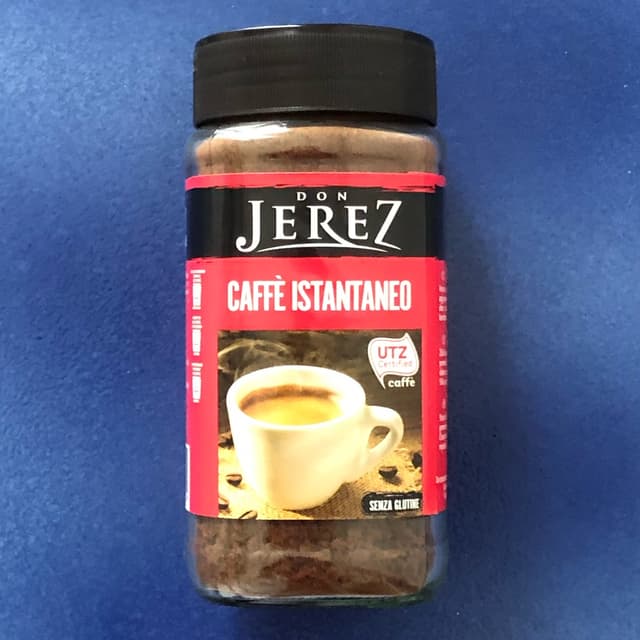 DON
JEREZ
CAFFÈ ISTANTANEO
UTZ
Certified
caffè
SENZA GLUTINE